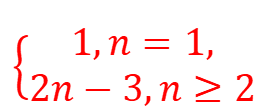 {1, n = 1,
2n − 3, n ≥ 2